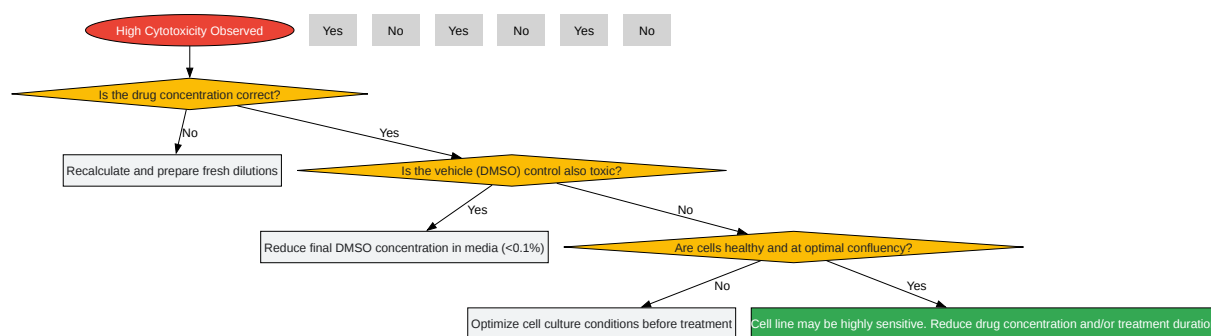 High Cytotoxicity Observed
Yes
No
Yes
No
Yes
No
Is the drug concentration correct?
No
Yes
Recalculate and prepare fresh dilutions
Is the vehicle (DMSO) control also toxic?
Yes
No
Reduce final DMSO concentration in media (<0.1%)
Are cells healthy and at optimal confluency?
No
Yes
Optimize cell culture conditions before treatment
Cell line may be highly sensitive. Reduce drug concentration and/or treatment duratio